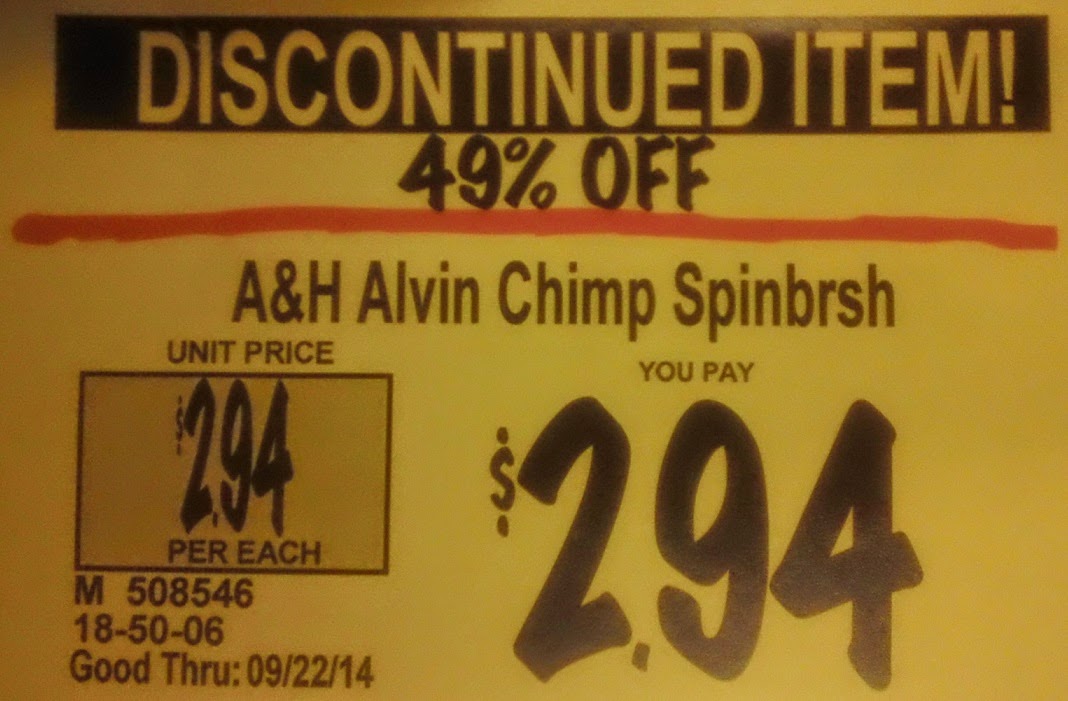 DISCONTINUED ITEM!
49% OFF
A&H Alvin Chimp Spinbrsh
UNIT PRICE
$2.94
PER EACH
YOU PAY
$2.94
M 508546
18-50-06
Good Thru: 09/22/14